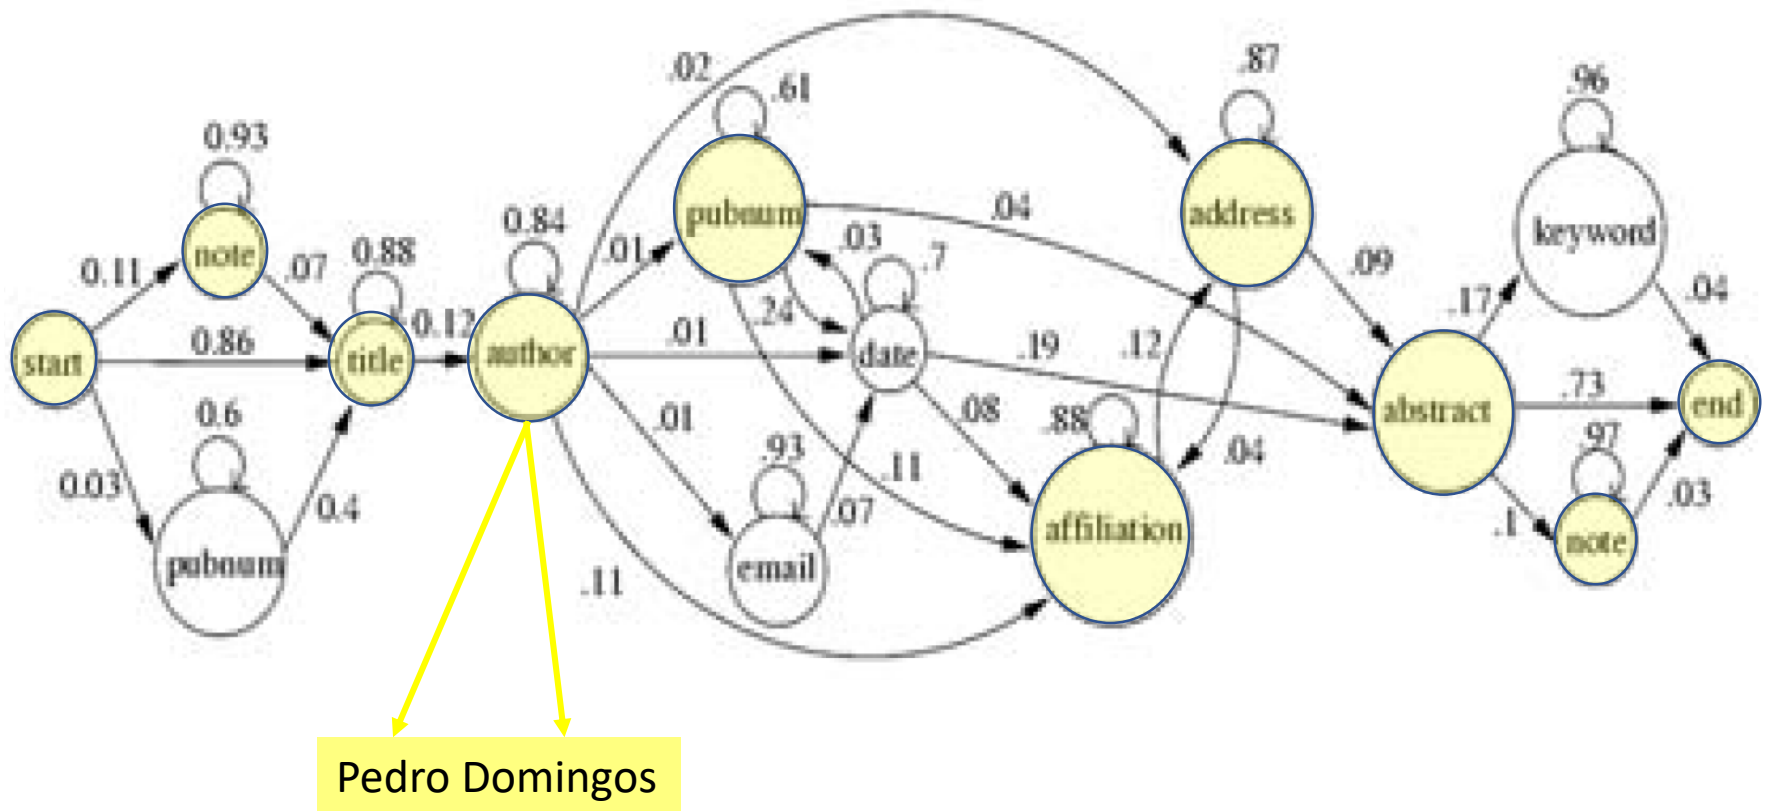 .02
.87
.96
.61
0.93
pubnum
address
keyword
0.84
.04
note
0.88
.01
.03
.7
.09
0.11
.07
.17
.04
0.12
.24
start
0.86
title
author
.01
date
.19
.12
.73
abstract
end
0.6
.01
.08
.88
.04
.97
0.03
.93
.11
0.4
.07
affiliation
.1
.03
note
pubnum
email
.11
Pedro Domingos